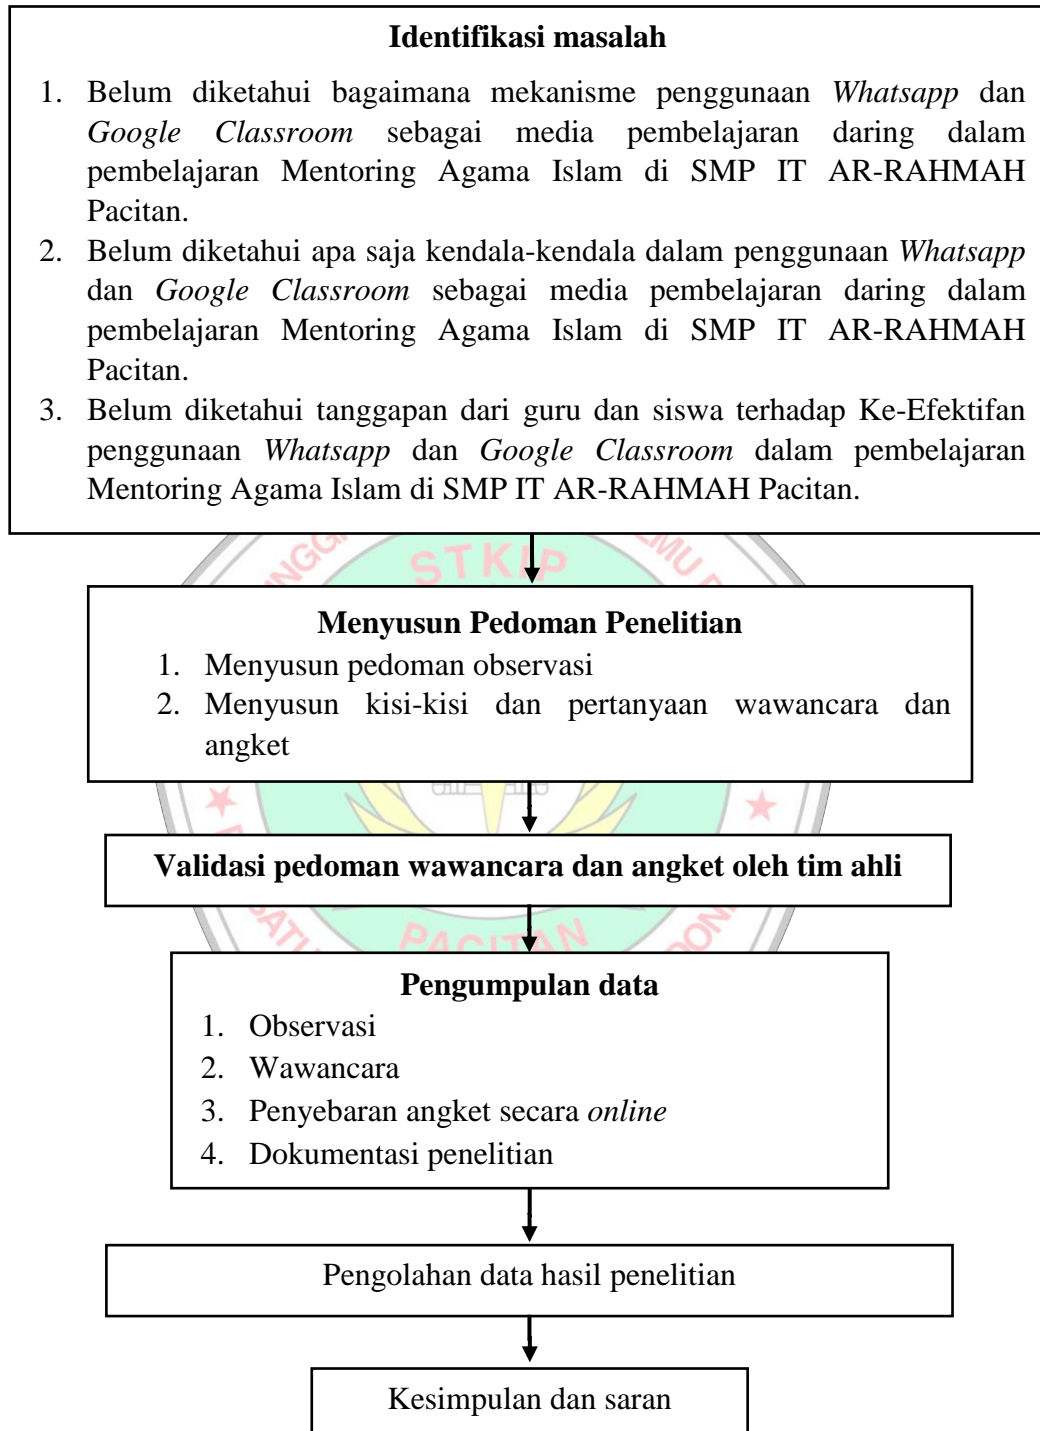 Identifikasi masalah
1. Belum diketahui bagaimana mekanisme penggunaan Whatsapp dan
Google Classroom sebagai media pembelajaran daring dalam
pembelajaran Mentoring Agama Islam di SMP IT AR-RAHMAH
Pacitan.
2. Belum diketahui apa saja kendala-kendala dalam penggunaan Whatsapp
dan Google Classroom sebagai media pembelajaran daring dalam
pembelajaran Mentoring Agama Islam di SMP IT AR-RAHMAH
Pacitan.
3. Belum diketahui tanggapan dari guru dan siswa terhadap Ke-Efektifan
penggunaan Whatsapp dan Google Classroom dalam pembelajaran
Mentoring Agama Islam di SMP IT AR-RAHMAH Pacitan.
STKIP
Menyusun Pedoman Penelitian
1. Menyusun pedoman observasi
2. Menyusun kisi-kisi dan pertanyaan wawancara dan
angket
Validasi pedoman wawancara dan angket oleh tim ahli
PACITAN
Pengumpulan data
1. Observasi
2. Wawancara
3. Penyebaran angket secara online
4. Dokumentasi penelitian
Pengolahan data hasil penelitian
Kesimpulan dan saran